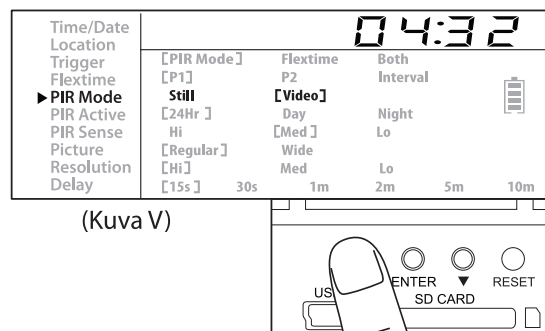 04:32
Time/Date
Location
Trigger [PIR Mode] Flextime Both
Flextime [P1] P2 Interval
▶PIR Mode Still [Video]
PIR Active [24Hr ] Day Night
PIR Sense Hi [Med ] Lo
Picture [Regular] Wide
Resolution [Hi] Med Lo
Delay [15s ] 30s 1m 2m 5m 10m
(Kuva V)
ENTER ▼ RESET
US
SD CARD